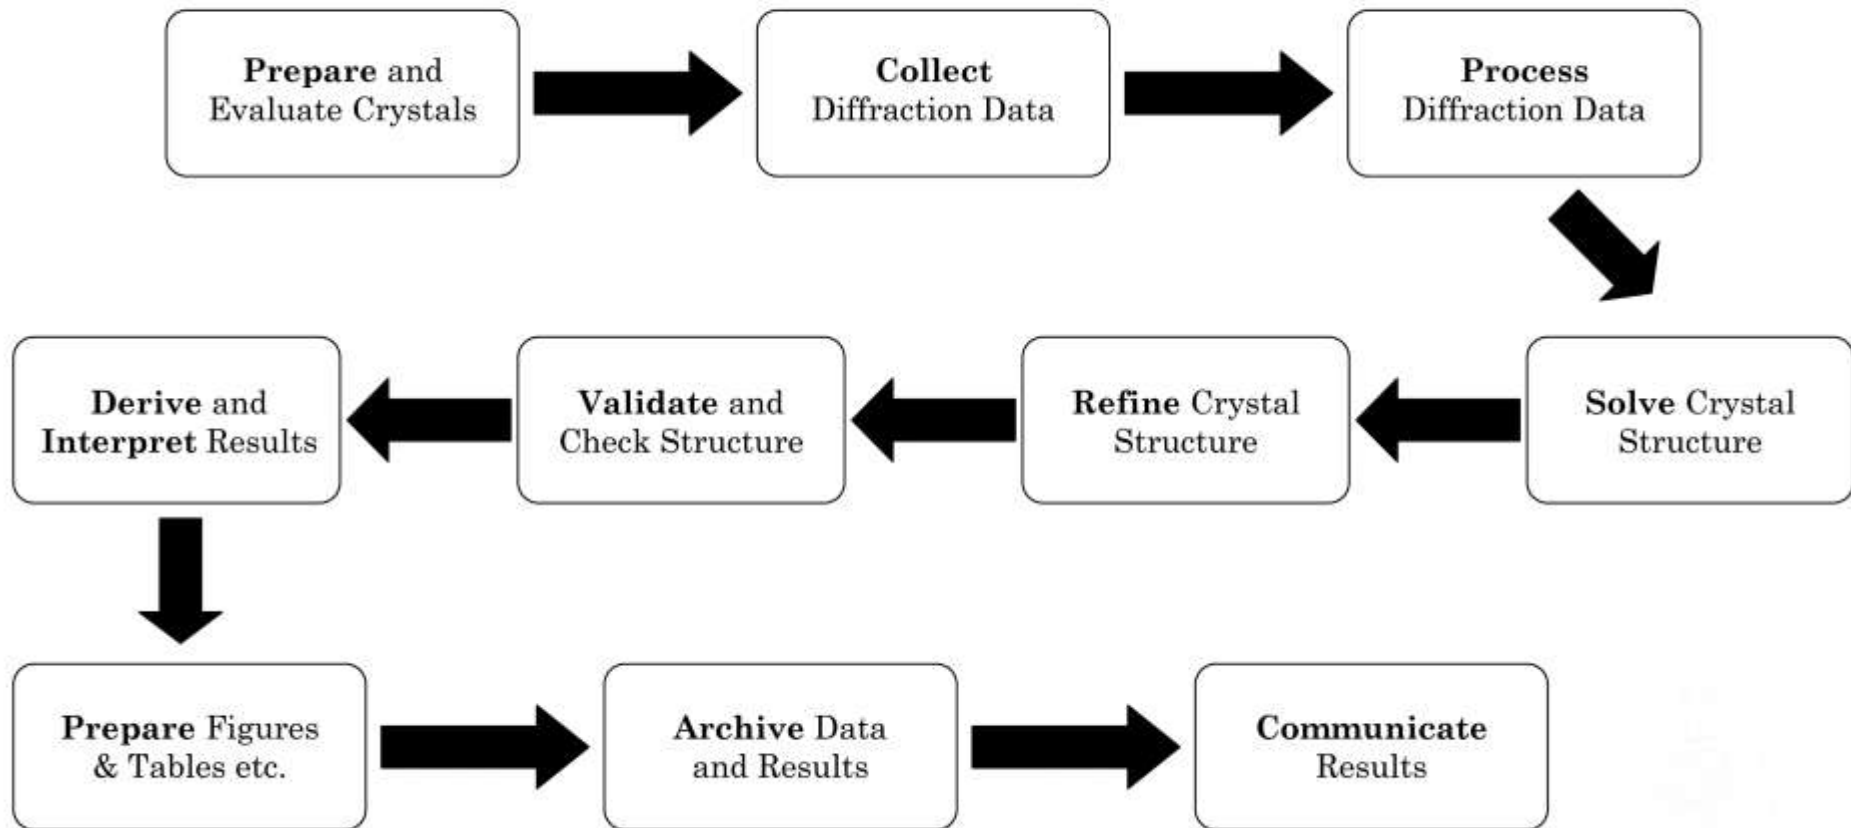 Prepare and
Evaluate Crystals
Collect
Diffraction Data
Process
Diffraction Data
Solve Crystal
Structure
Refine Crystal
Structure
Validate and
Check Structure
Derive and
Interpret Results
Prepare Figures
& Tables etc.
Archive Data
and Results
Communicate
Results